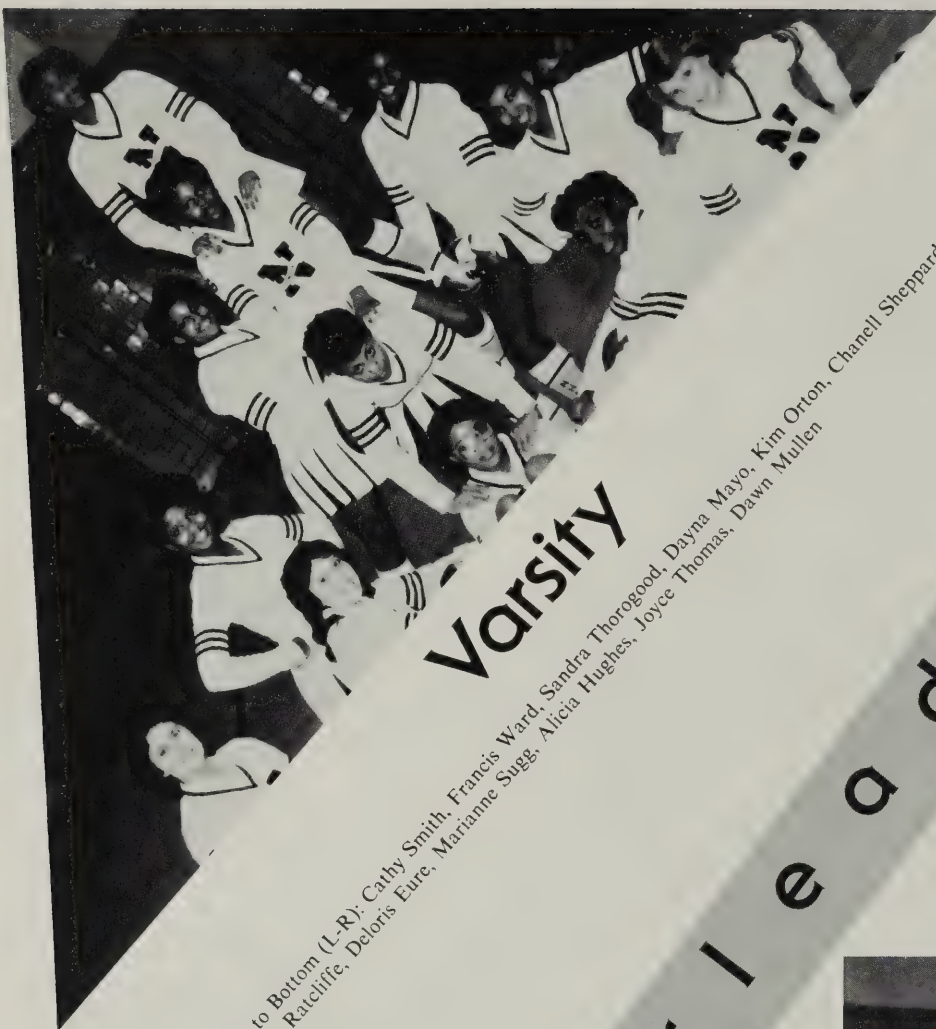 Varsity
to Bottom (L-R): Cathy Smith, Francis Ward, Sandra Thorogood, Dayna Mayo, Kim Orton, Chanell Sheppard
Ratcliffe, Deloris Eure, Marianne Sugg, Alicia Hughes, Joyce Thomas, Dawn Mullen
l e a d